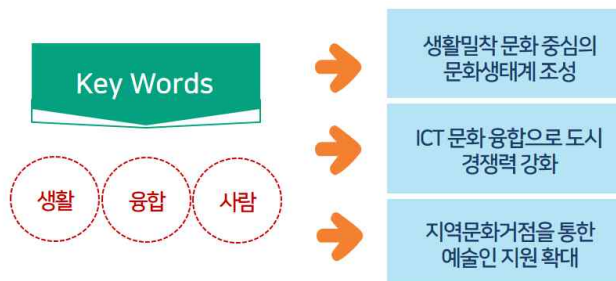 Key Words
생활
융합
사람
생활밀착 문화 중심의
문화생태계 조성
ICT 문화 융합으로 도시
경쟁력 강화
지역문화거점을 통한
예술인 지원 확대